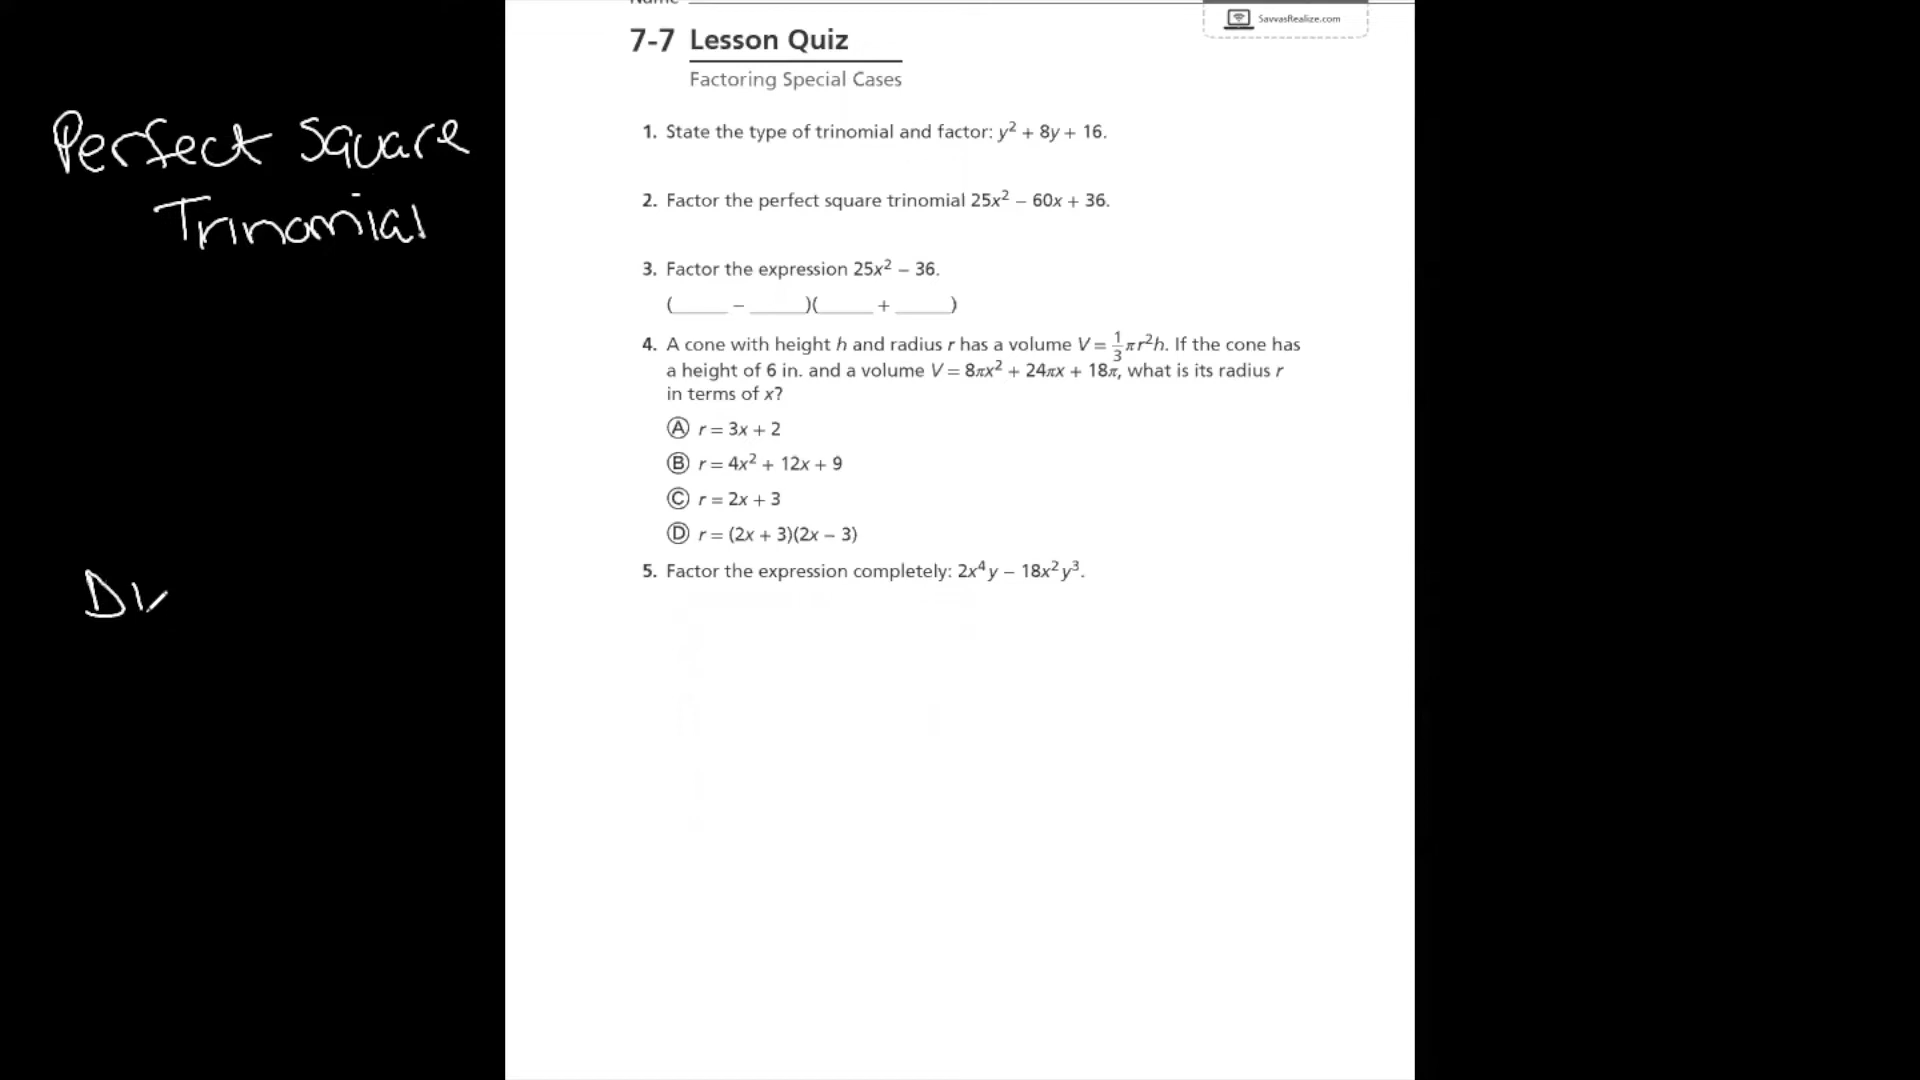 SavvasRealize.com
7-7 Lesson Quiz
Factoring Special Cases
Perfect Square
Trinomial
1. State the type of trinomial and factor: y² + 8y + 16.
2. Factor the perfect square trinomial 25x² – 60x + 36.
3. Factor the expression 25x² – 36.
(_____ – _____)(_____ + _____)
4. A cone with height h and radius r has a volume V = 1/3 πr²h. If the cone has
a height of 6 in. and a volume V = 8πx² + 24πx + 18π, what is its radius r
in terms of x?
Ⓐ r = 3x + 2
Ⓑ r = 4x² + 12x + 9
Ⓒ r = 2x + 3
Ⓓ r = (2x + 3)(2x – 3)
5. Factor the expression completely: 2x⁴y – 18x²y³.